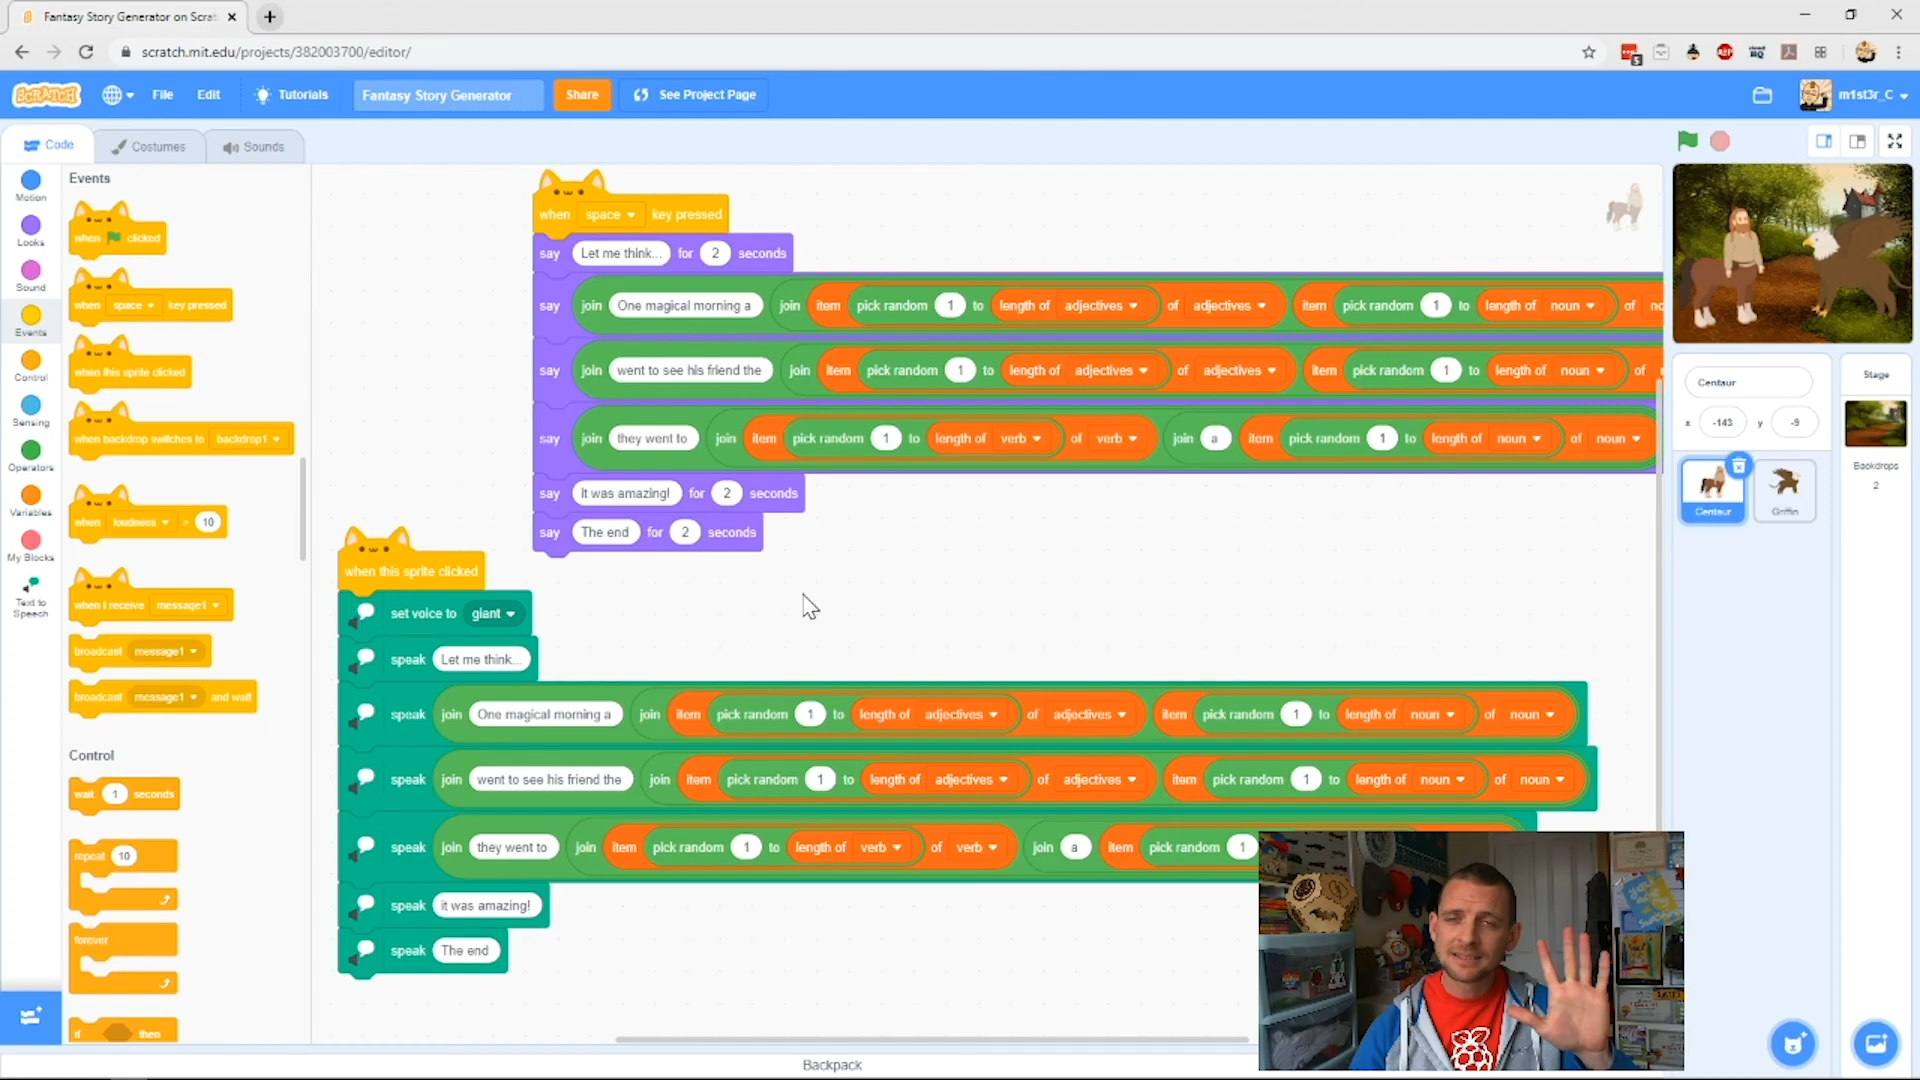 Fantasy Story Generator on Scrat
scratch.mit.edu/projects/382003700/editor/
SCRATCH
File
Edit
Tutorials
Fantasy Story Generator
Share
See Project Page
m1st3r_C
Code
Costumes
Sounds
Motion
Looks
Sound
Events
Control
Sensing
Operators
Variables
My Blocks
Text to
Speech
Events
when clicked
when space key pressed
when this sprite clicked
when backdrop switches to backdrop1
when loudness > 10
when I receive message1
broadcast message1
broadcast message1 and wait
Control
wait 1 seconds
repeat 10
forever
if then
when space key pressed
say Let me think... for 2 seconds
say join One magical morning a join item pick random 1 to length of adjectives of adjectives item pick random 1 to length of noun of no
say join went to see his friend the join item pick random 1 to length of adjectives of adjectives item pick random 1 to length of noun of
say join they went to join item pick random 1 to length of verb of verb join a item pick random 1 to length of noun of noun
say it was amazing! for 2 seconds
say The end for 2 seconds
when this sprite clicked
set voice to giant
speak Let me think...
speak join One magical morning a join item pick random 1 to length of adjectives of adjectives item pick random 1 to length of noun of noun
speak join went to see his friend the join item pick random 1 to length of adjectives of adjectives item pick random 1 to length of noun of noun
speak join they went to join item pick random 1 to length of verb of verb join a item pick random 1
speak it was amazing!
speak The end
Backpack
Centaur
x -143 y -9
Centaur
Griffin
Stage
Backdrops
2